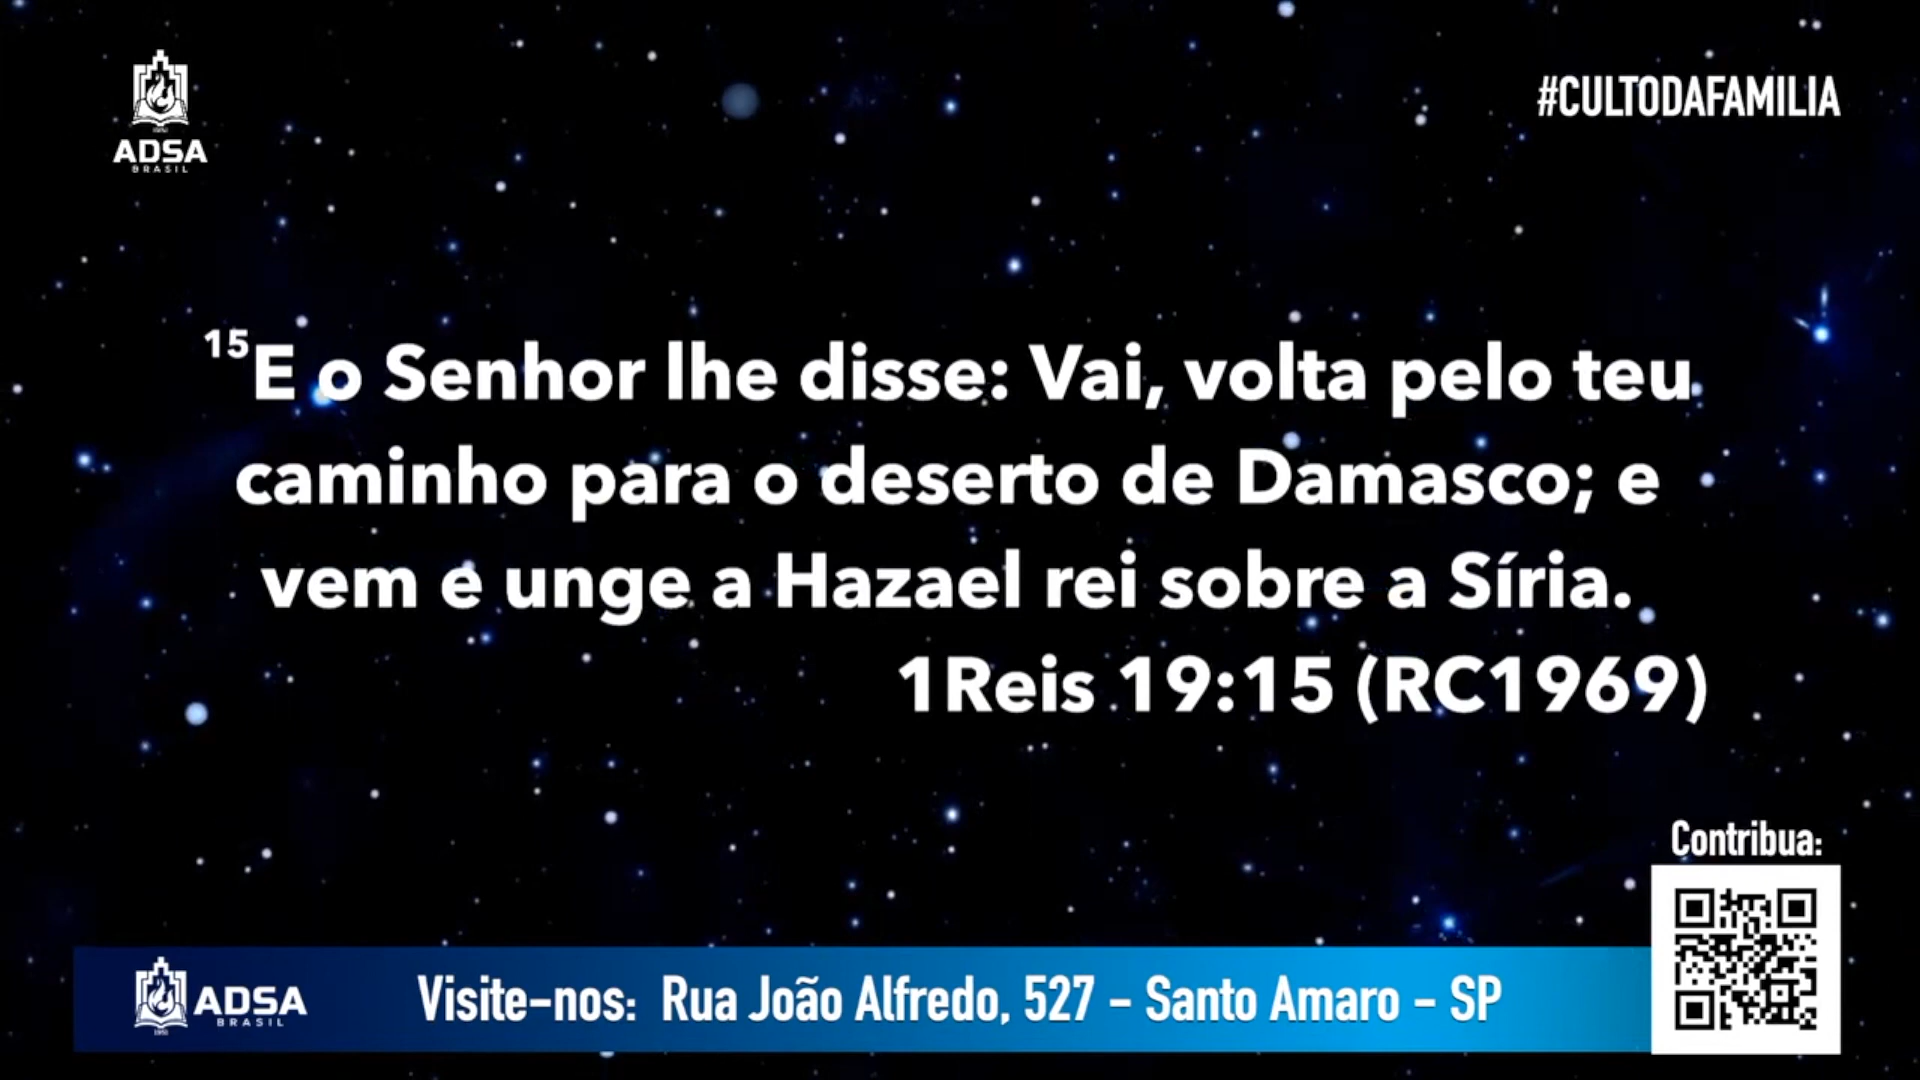 ADSA
BRASIL
#CULTODAFAMILIA
15E o Senhor lhe disse: Vai, volta pelo teu
caminho para o deserto de Damasco; e
vem e unge a Hazael rei sobre a Síria.
1Reis 19:15 (RC1969)
Contribua:
ADSA
BRASIL
Visite-nos: Rua João Alfredo, 527 - Santo Amaro - SP